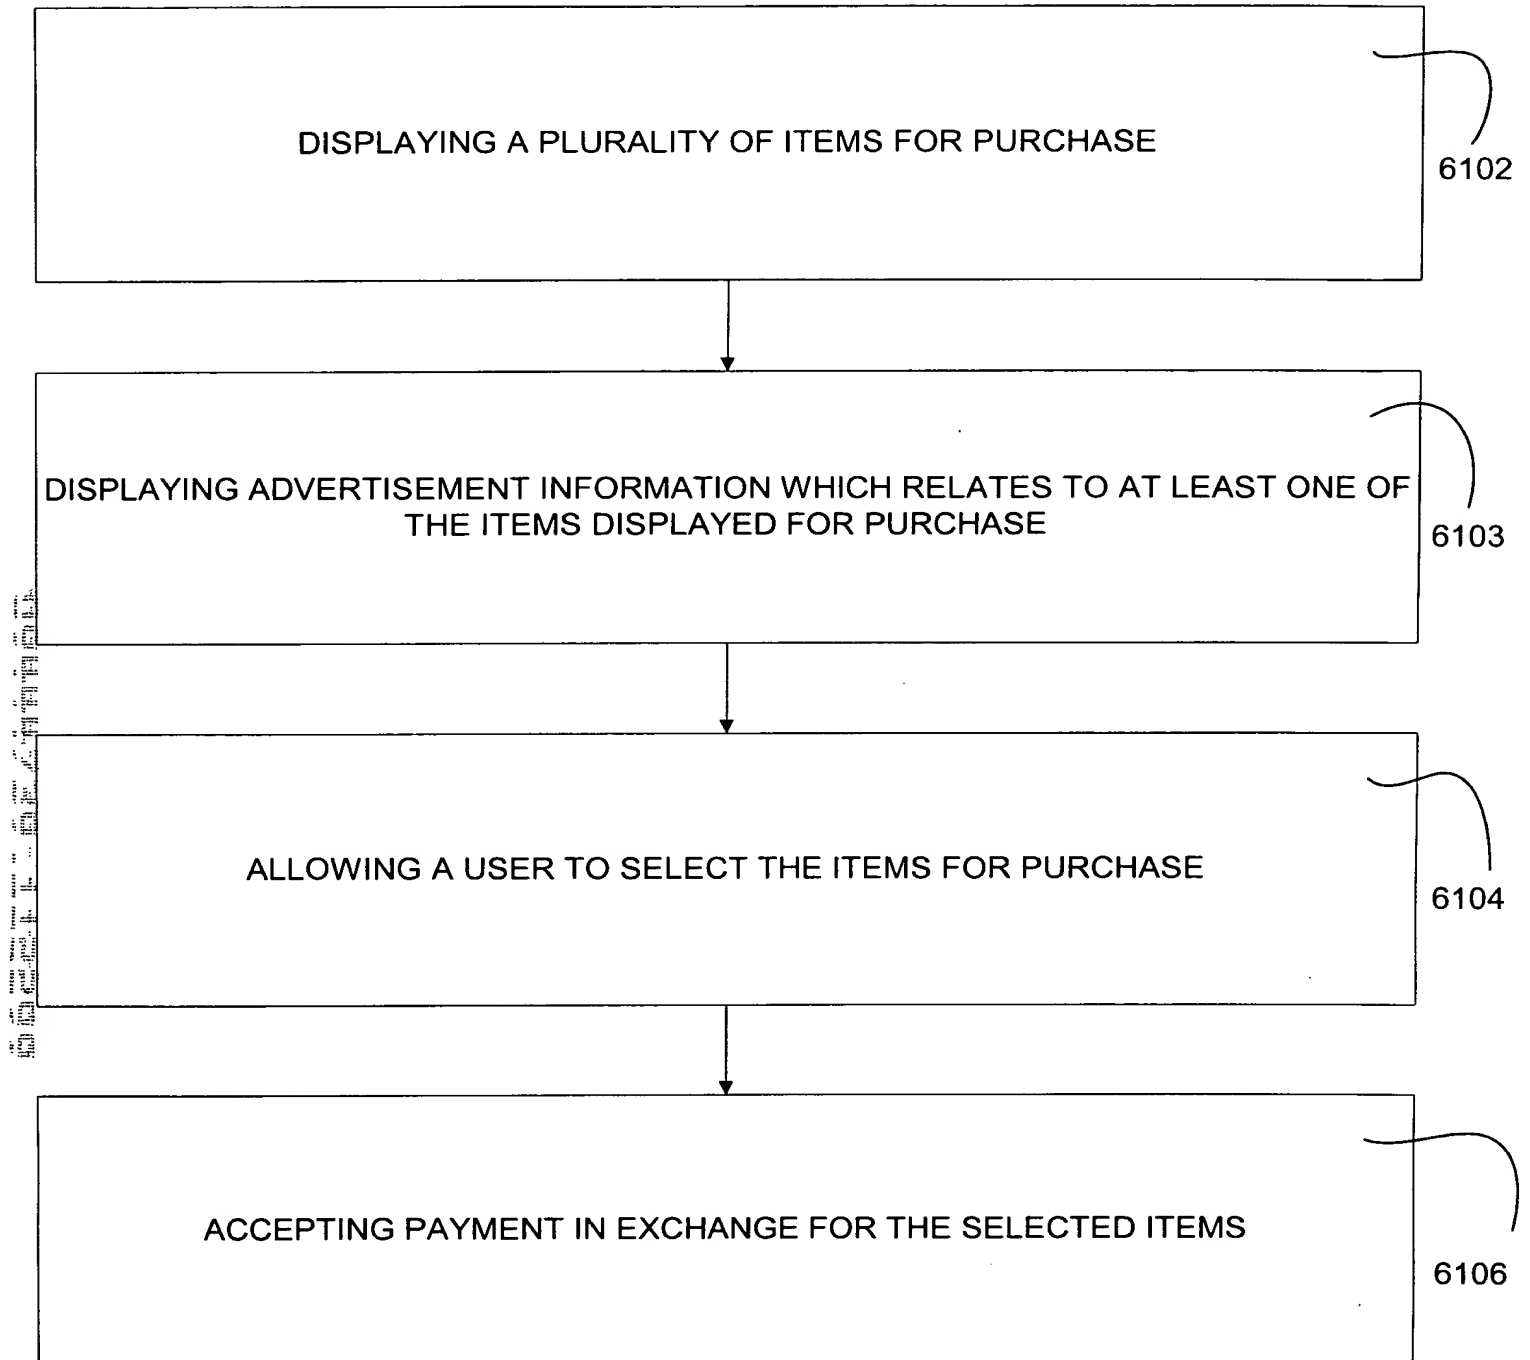 DISPLAYING A PLURALITY OF ITEMS FOR PURCHASE
6102
DISPLAYING ADVERTISEMENT INFORMATION WHICH RELATES TO AT LEAST ONE OF
THE ITEMS DISPLAYED FOR PURCHASE
6103
ALLOWING A USER TO SELECT THE ITEMS FOR PURCHASE
6104
ACCEPTING PAYMENT IN EXCHANGE FOR THE SELECTED ITEMS
6106